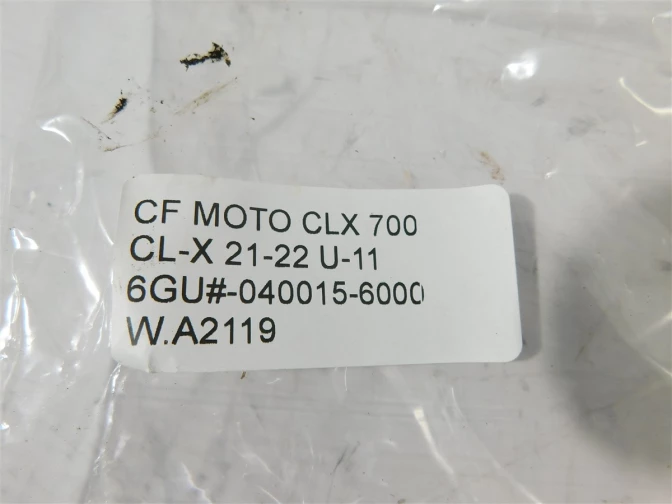 CF MOTO CLX 700
CL-X 21-22 U-11
6GU#-040015-6000
W.A2119